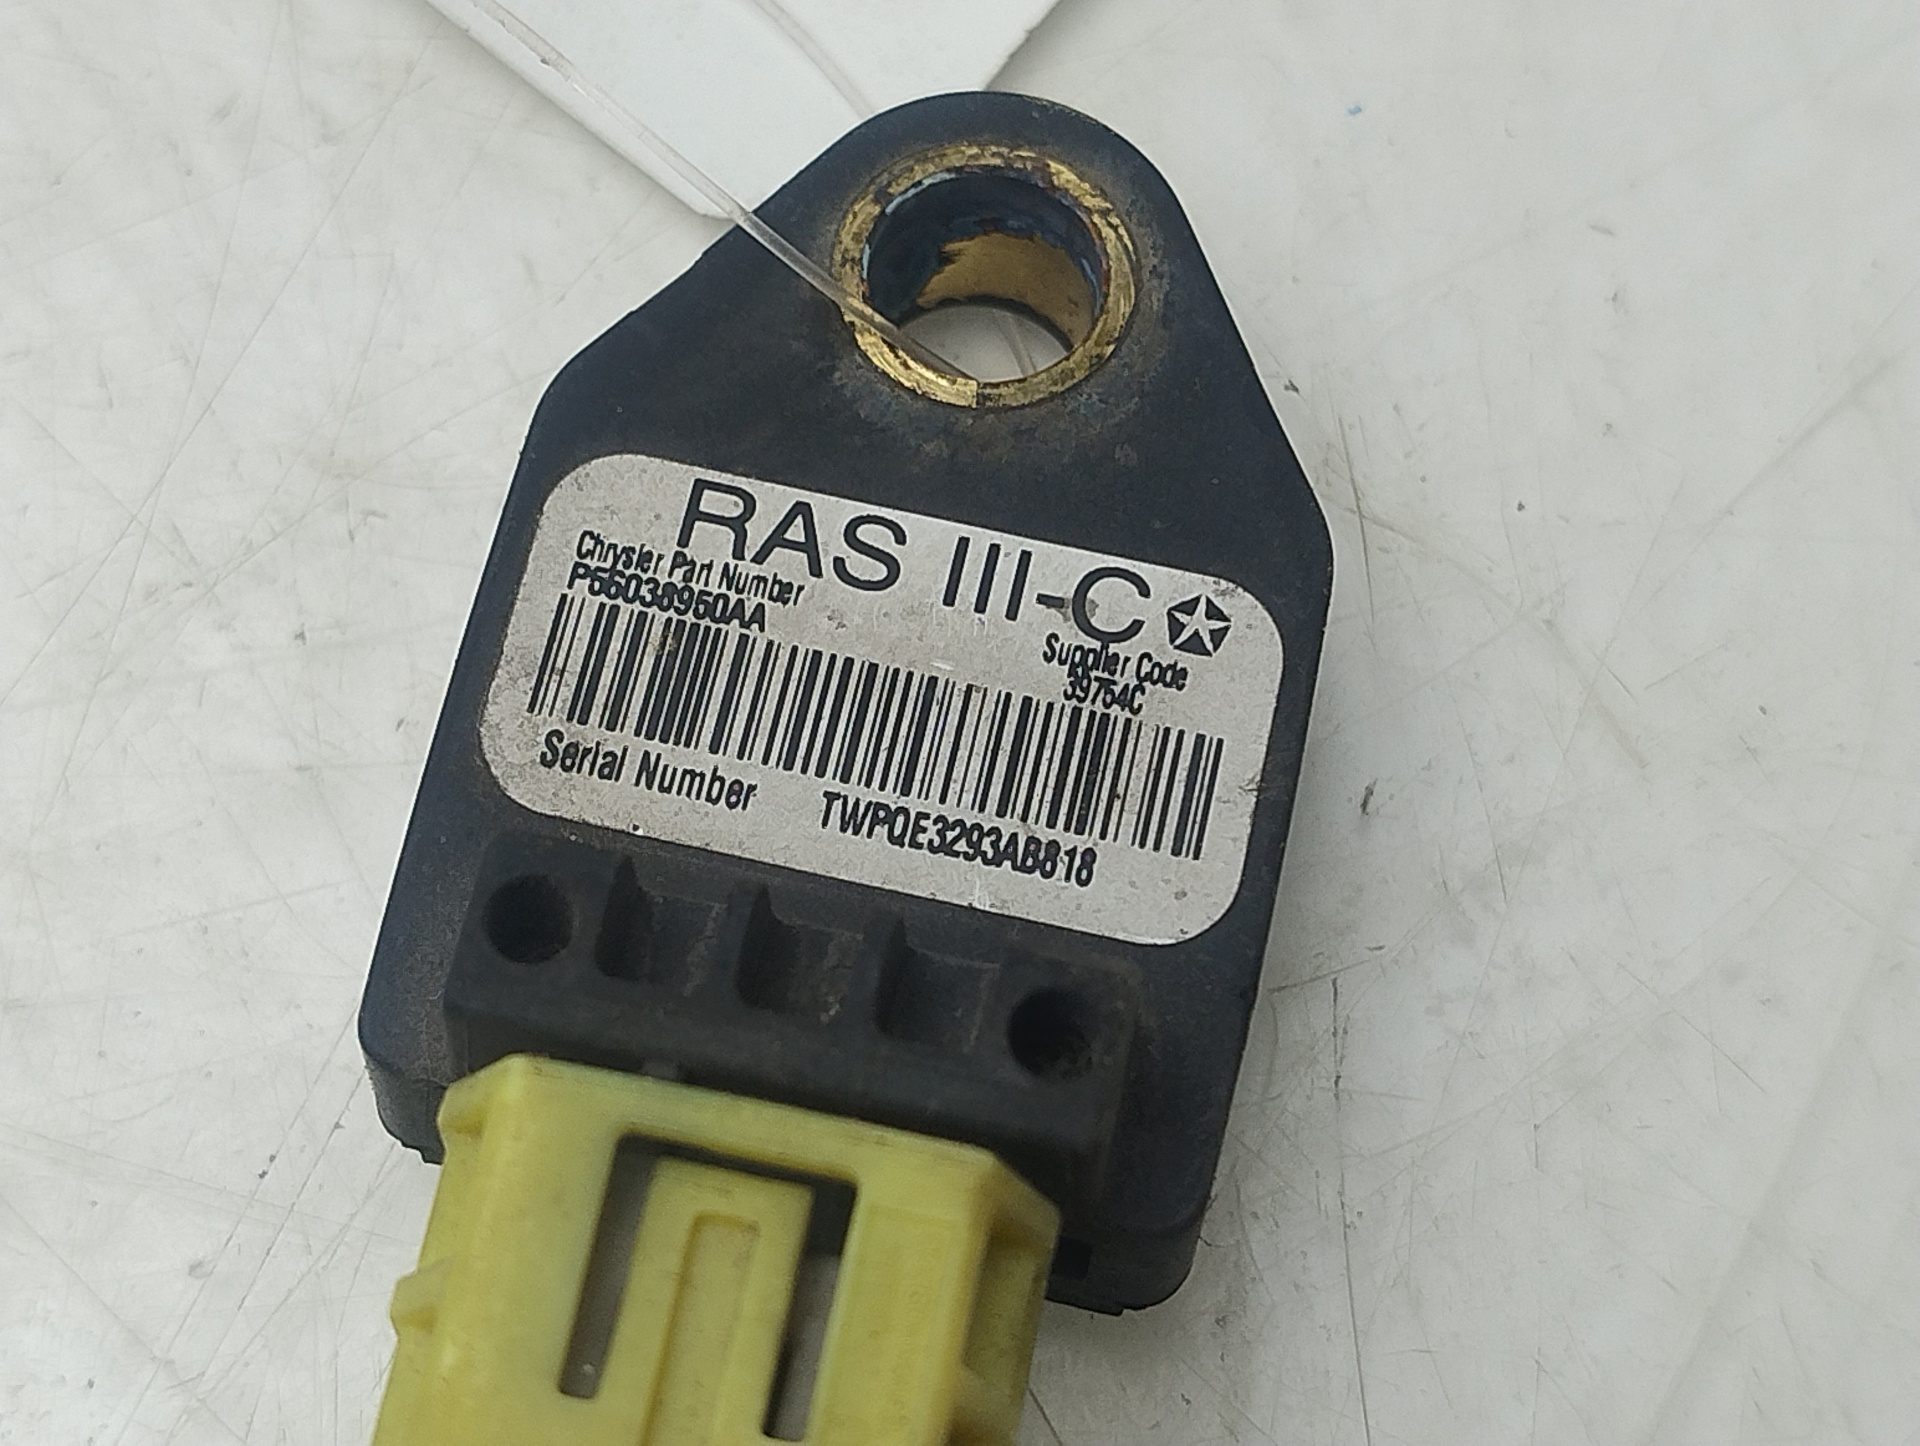 RAS III-C
Chrysler Part Number
P56038950AA
Supplier Code
39754C
Serial Number TWPQE3293AB818